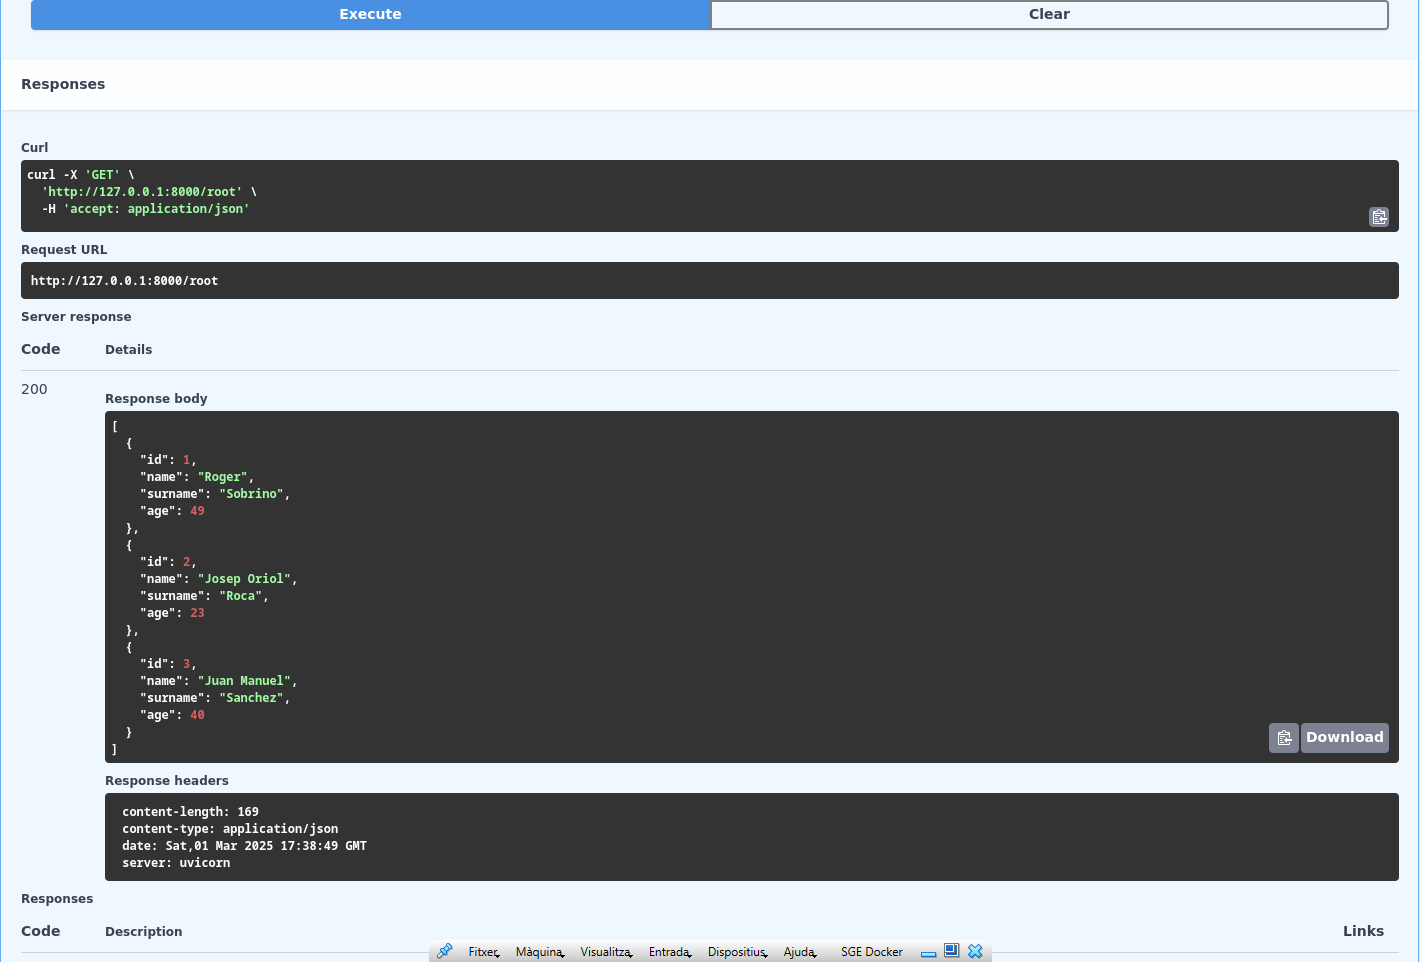 Execute
Clear
Responses
Curl
curl -X 'GET' \
  'http://127.0.0.1:8000/root' \
  -H 'accept: application/json'
Request URL
http://127.0.0.1:8000/root
Server response
Code Details
200
Response body
[
  {
    "id": 1,
    "name": "Roger",
    "surname": "Sobrino",
    "age": 49
  },
  {
    "id": 2,
    "name": "Josep Oriol",
    "surname": "Roca",
    "age": 23
  },
  {
    "id": 3,
    "name": "Juan Manuel",
    "surname": "Sanchez",
    "age": 40
  }
]
Download
Response headers
content-length: 169
content-type: application/json
date: Sat,01 Mar 2025 17:38:49 GMT
server: uvicorn
Responses
Code Description Links
Fitxer Màquina Visualitza Entrada Dispositius Ajuda SGE Docker